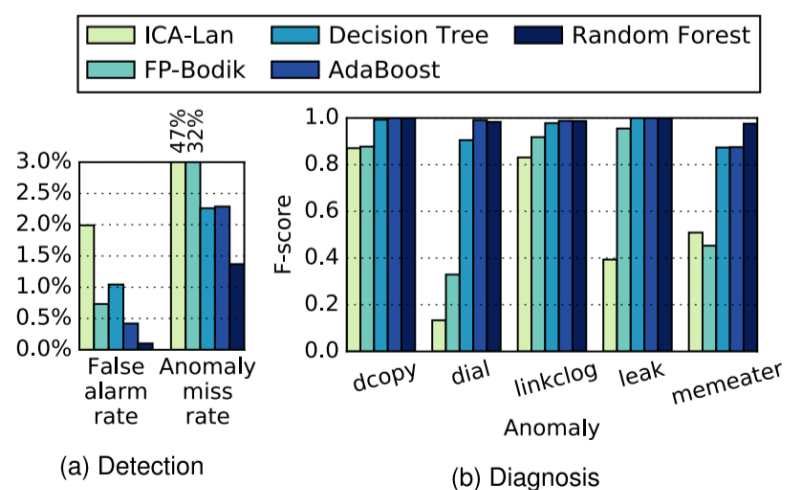 ICA-Lan Decision Tree Random Forest
FP-Bodik AdaBoost
47%
32%
3.0%
2.0%
1.5%
1.0%
0.5%
0.0%
False alarm rate
Anomaly miss rate
(a) Detection
F-score
1.0
0.8
0.6
0.4
0.2
0.0
dcopy dial linkclog leak memeater
Anomaly
(b) Diagnosis